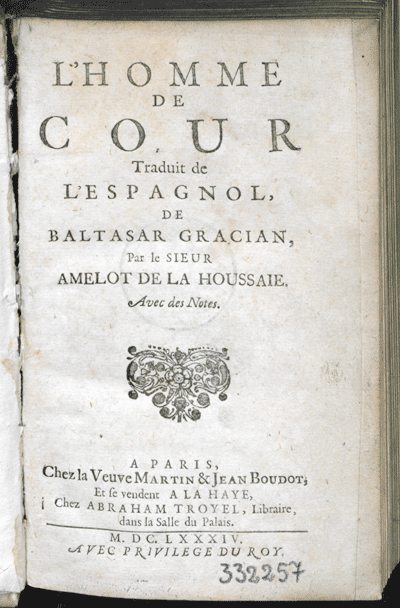 L'HOMME
DE
COUR
Traduit de
L'ESPAGNOL,
DE
BALTASAR GRACIAN,
Par le SIEUR
AMELOT DE LA HOUSSAIE.
Avec des Notes.
A PARIS,
Chez la Veuve MARTIN & JEAN BOUDOT,
Et se vendent A LA HAYE,
Chez ABRAHAM TROYEL, Libraire,
dans la Salle du Palais.
M. DC. LXXXIV.
AVEC PRIVILEGE DU ROY.
332257